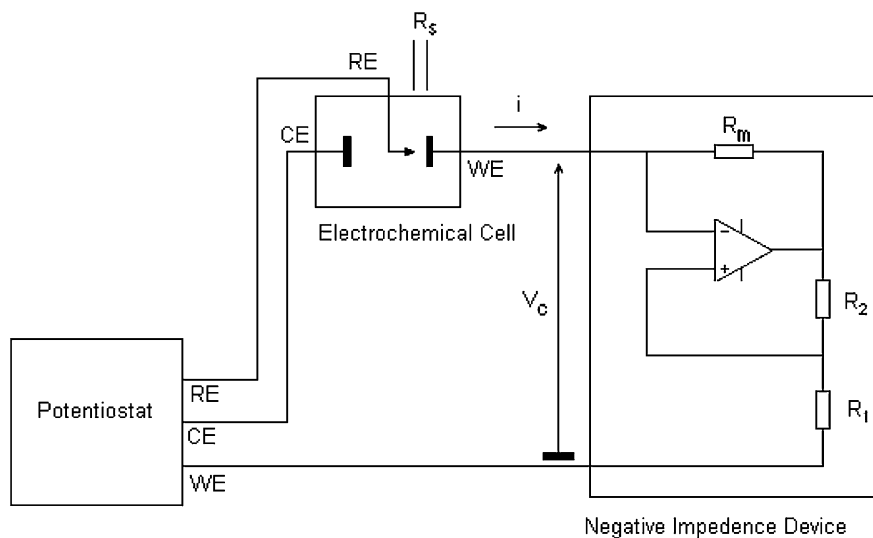 Rs
RE
CE
i
Rm
WE
Electrochemical Cell
−
+
Vc
R2
Potentiostat
RE
CE
R1
WE
Negative Impedence Device